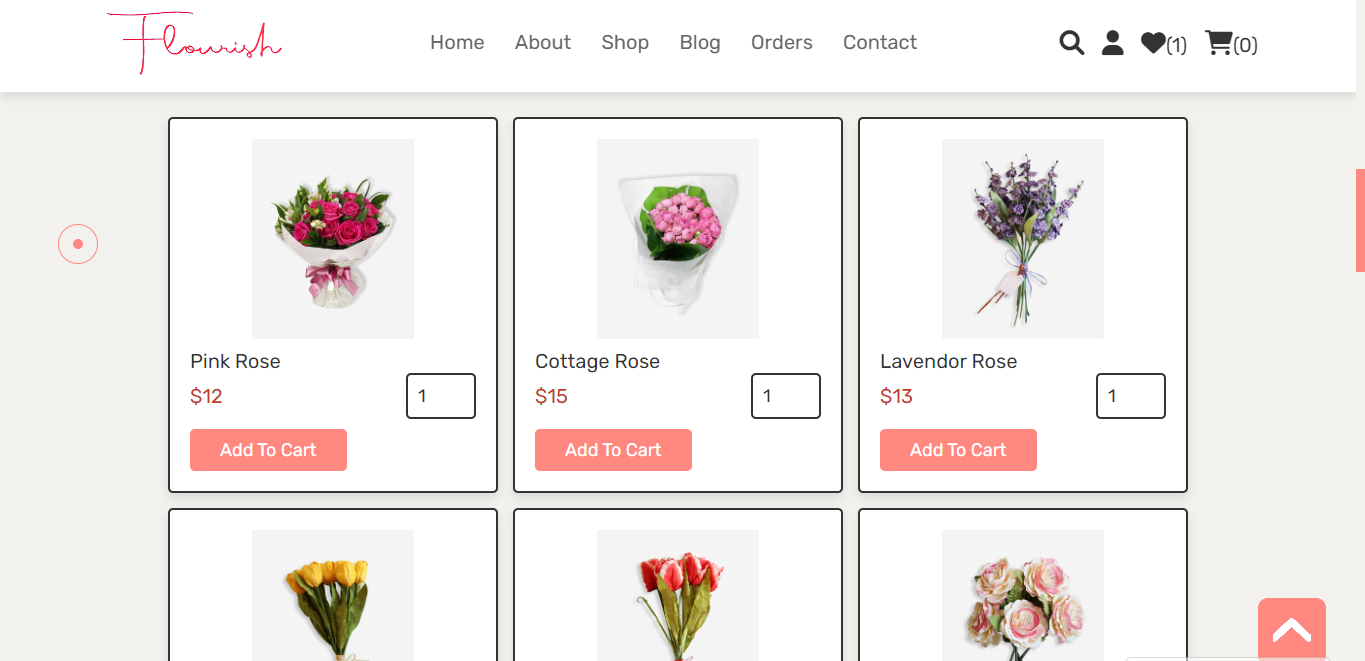 Flourish
Home About Shop Blog Orders Contact
(1) (0)
Pink Rose
$12
1
Add To Cart
Cottage Rose
$15
1
Add To Cart
Lavendor Rose
$13
1
Add To Cart